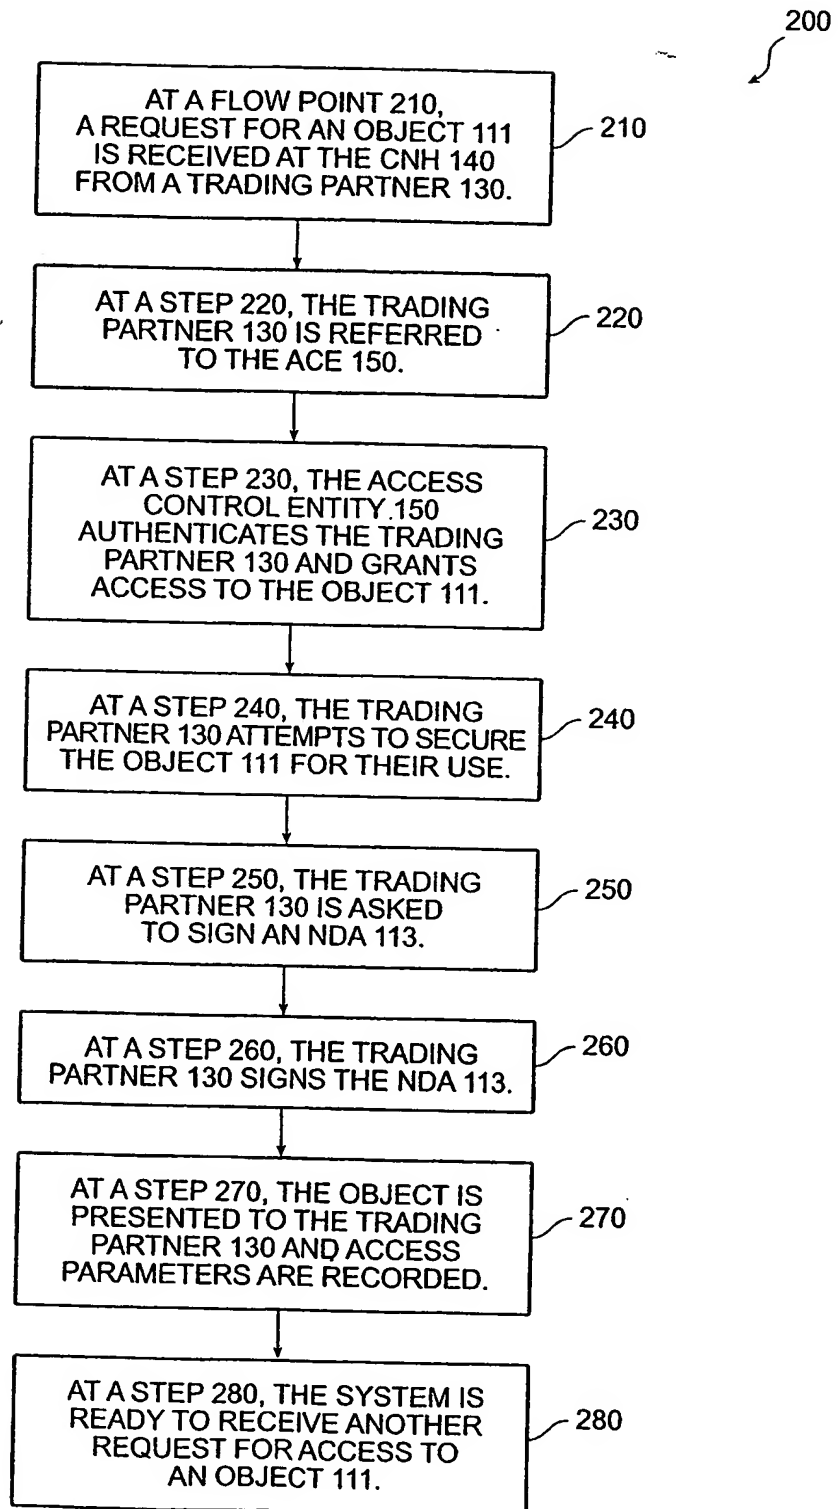 200
AT A FLOW POINT 210,
A REQUEST FOR AN OBJECT 111
IS RECEIVED AT THE CNH 140
FROM A TRADING PARTNER 130.
210
AT A STEP 220, THE TRADING
PARTNER 130 IS REFERRED
TO THE ACE 150.
220
AT A STEP 230, THE ACCESS
CONTROL ENTITY.150
AUTHENTICATES THE TRADING
PARTNER 130 AND GRANTS
ACCESS TO THE OBJECT 111.
230
AT A STEP 240, THE TRADING
PARTNER 130 ATTEMPTS TO SECURE
THE OBJECT 111 FOR THEIR USE.
240
AT A STEP 250, THE TRADING
PARTNER 130 IS ASKED
TO SIGN AN NDA 113.
250
AT A STEP 260, THE TRADING
PARTNER 130 SIGNS THE NDA 113.
260
AT A STEP 270, THE OBJECT IS
PRESENTED TO THE TRADING
PARTNER 130 AND ACCESS
PARAMETERS ARE RECORDED.
270
AT A STEP 280, THE SYSTEM IS
READY TO RECEIVE ANOTHER
REQUEST FOR ACCESS TO
AN OBJECT 111.
280